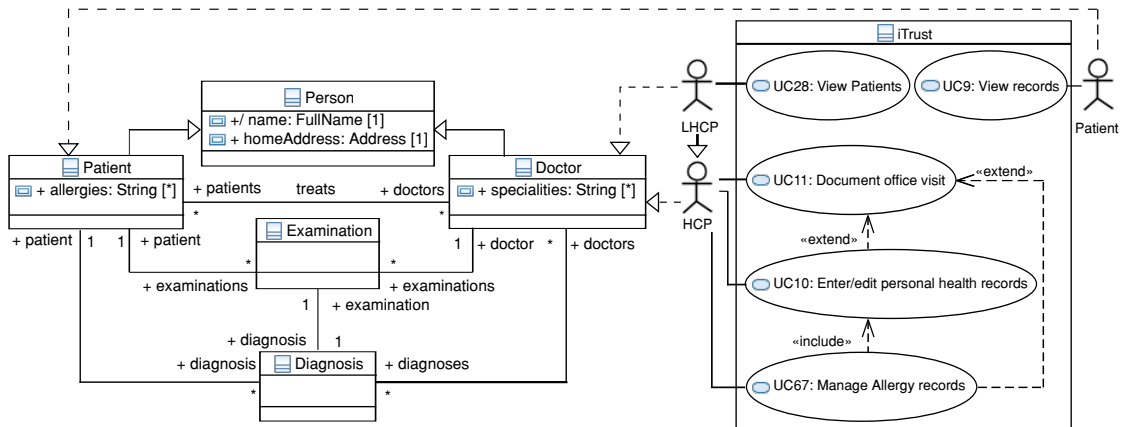 iTrust
Person
+/ name: FullName [1]
+ homeAddress: Address [1]
UC28: View Patients
UC9: View records
LHCP
Patient
Patient
+ allergies: String [*]
+ patients
treats
+ doctors
*
*
Doctor
+ specialities: String [*]
HCP
UC11: Document office visit
«extend»
«extend»
+ patient
1
1
+ patient
Examination
1
+ doctor
*
+ doctors
*
*
+ examinations
+ examinations
UC10: Enter/edit personal health records
1
+ examination
«include»
+ diagnosis
1
+ diagnosis
Diagnosis
+ diagnoses
*
*
UC67: Manage Allergy records